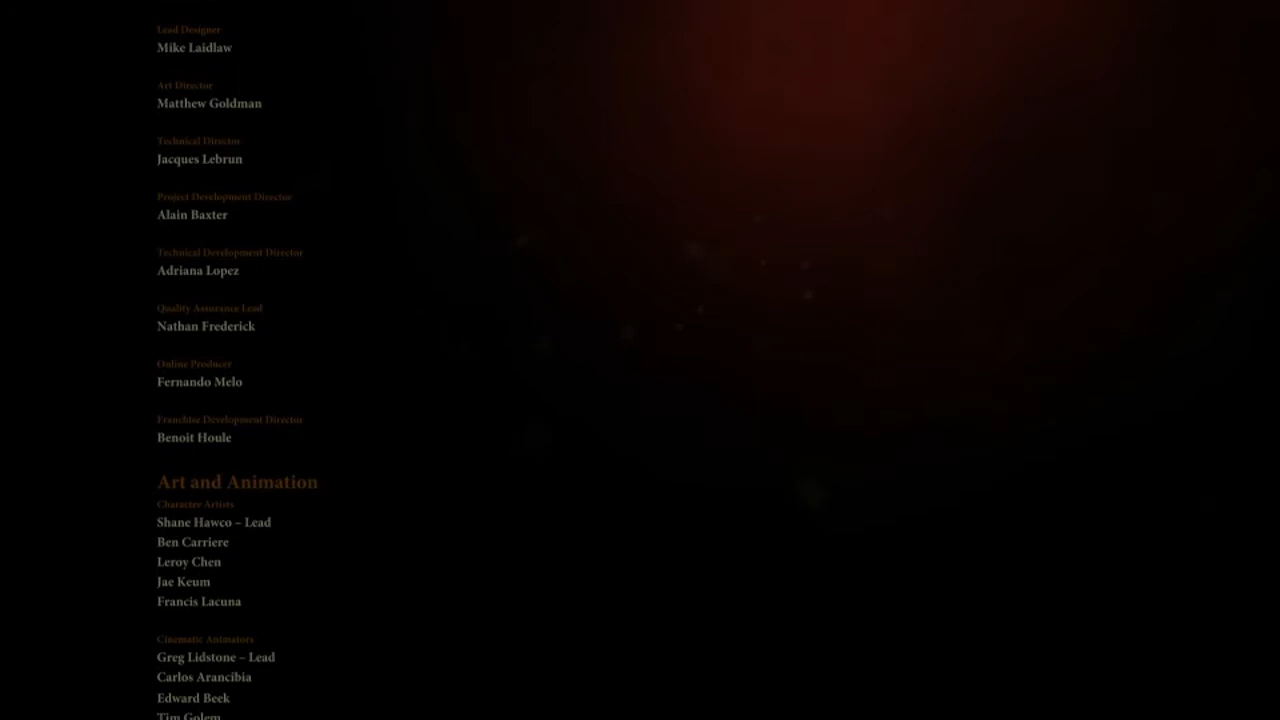 Lead Designer
Mike Laidlaw
Art Director
Matthew Goldman
Technical Director
Jacques Lebrun
Project Development Director
Alain Baxter
Technical Development Director
Adriana Lopez
Quality Assurance Lead
Nathan Frederick
Online Producer
Fernando Melo
Franchise Development Director
Benoit Houle
Art and Animation
Character Artists
Shane Hawco – Lead
Ben Carriere
Leroy Chen
Jae Keum
Francis Lacuna
Cinematic Animators
Greg Lidstone – Lead
Carlos Arancibia
Edward Beek
Tim Golem